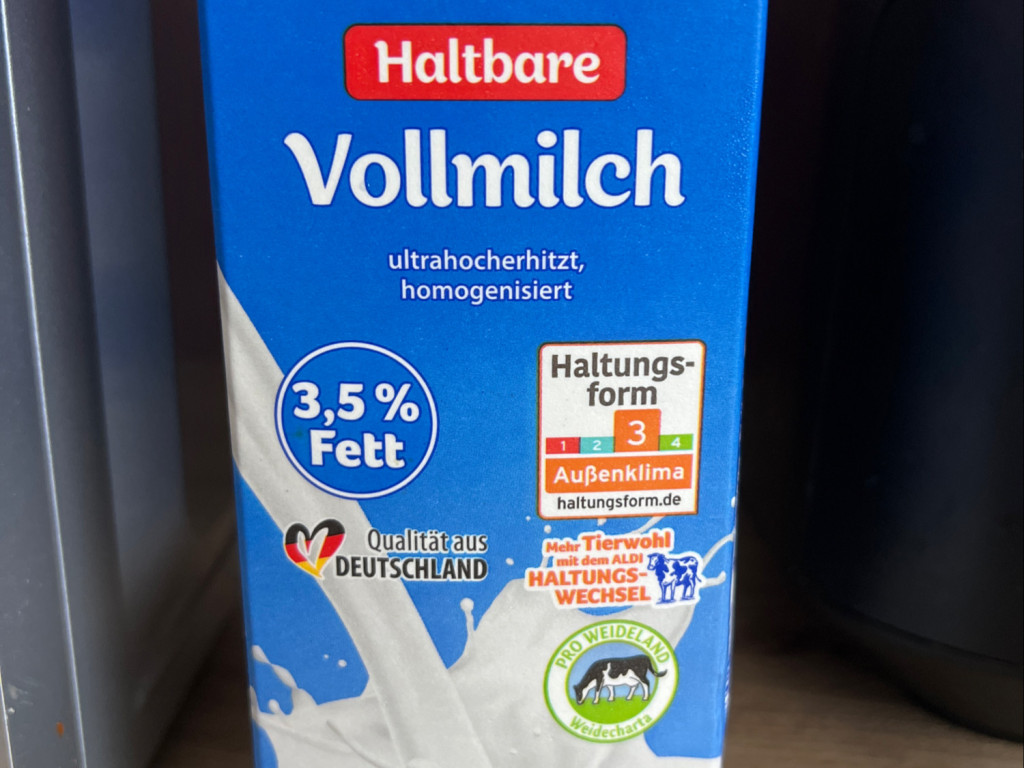 Haltbare
Vollmilch
ultrahocherhitzt,
homogenisiert
3,5 %
Fett
Haltungs-
form
1 2 3 4
Außenklima
haltungsform.de
Qualität aus
DEUTSCHLAND
Mehr Tierwohl
mit dem ALDI
HALTUNGS-
WECHSEL
PRO WEIDELAND
Weidecharta